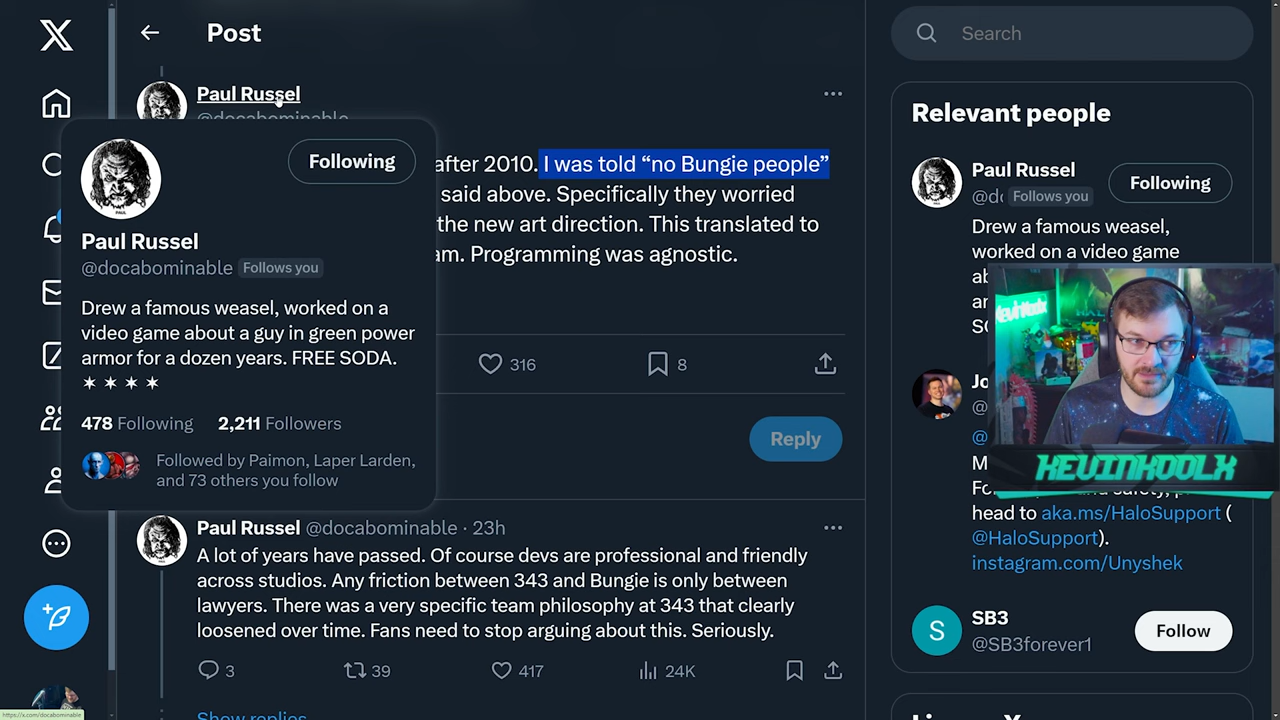 Post
Search
Paul Russel
@docabominable
Following
after 2010. I was told “no Bungie people”
said above. Specifically they worried
the new art direction. This translated to
am. Programming was agnostic.
Paul Russel
@docabominable Follows you
Drew a famous weasel, worked on a
video game about a guy in green power
armor for a dozen years. FREE SODA.
✶ ✶ ✶ ✶
478 Following 2,211 Followers
Followed by Paimon, Laper Larden,
and 73 others you follow
316
8
Reply
Paul Russel @docabominable · 23h
A lot of years have passed. Of course devs are professional and friendly
across studios. Any friction between 343 and Bungie is only between
lawyers. There was a very specific team philosophy at 343 that clearly
loosened over time. Fans need to stop arguing about this. Seriously.
3
39
417
24K
Show replies
Relevant people
Paul Russel
Following
@dc Follows you
Drew a famous weasel,
worked on a video game
KEVINKOOLX
head to aka.ms/HaloSupport (
@HaloSupport).
instagram.com/Unyshek
S
SB3
@SB3forever1
Follow
https://x.com/docabominable